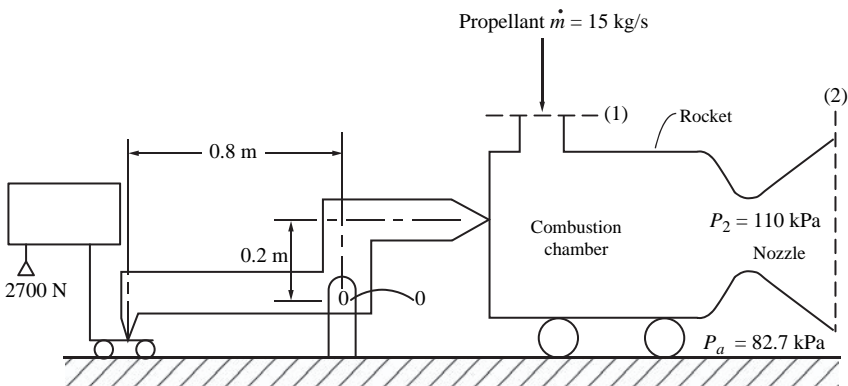 Propellant ṁ = 15 kg/s
(1)
(2)
Rocket
0.8 m
Combustion
chamber
P₂ = 110 kPa
Nozzle
0.2 m
2700 N
0
0
Pₐ = 82.7 kPa